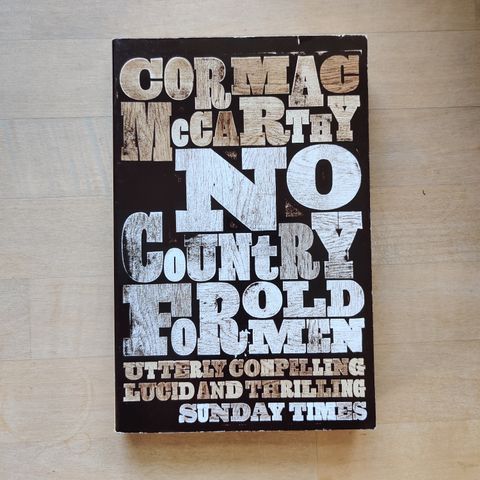 CORMAC
McCARTHY
NO
COUNtRY
FOR OLD
MEN
UTTERLY COMPELLING
LUCID AND THRILLING
SUNDAY TIMES